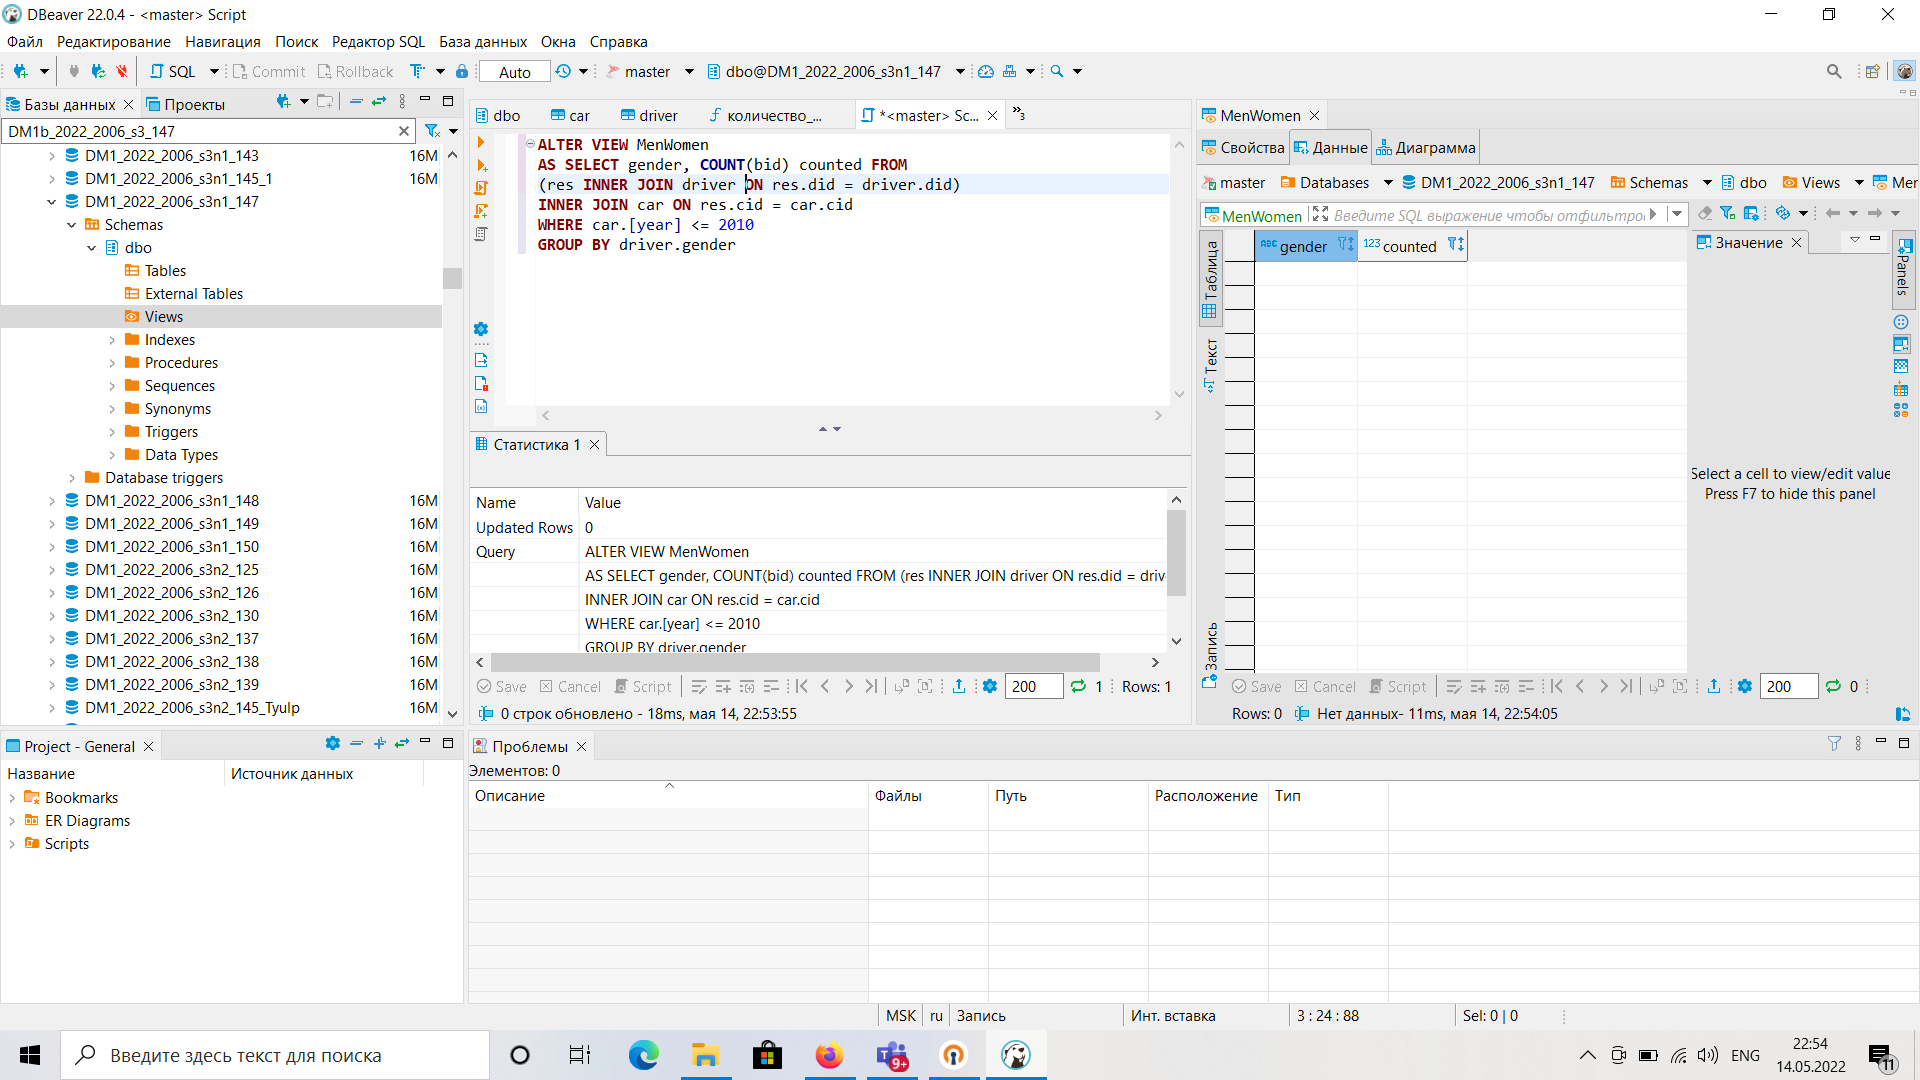 DBeaver 22.0.4 - <master> Script
Файл Редактирование Навигация Поиск Редактор SQL База данных Окна Справка
SQL Commit Rollback Auto master dbo@DM1_2022_2006_s3n1_147
Базы данных Проекты
DM1b_2022_2006_s3_147
DM1_2022_2006_s3n1_143 16M
DM1_2022_2006_s3n1_145_1 16M
DM1_2022_2006_s3n1_147 16M
Schemas
dbo
Tables
External Tables
Views
Indexes
Procedures
Sequences
Synonyms
Triggers
Data Types
Database triggers
DM1_2022_2006_s3n1_148 16M
DM1_2022_2006_s3n1_149 16M
DM1_2022_2006_s3n1_150 16M
DM1_2022_2006_s3n2_125 16M
DM1_2022_2006_s3n2_126 16M
DM1_2022_2006_s3n2_130 16M
DM1_2022_2006_s3n2_137 16M
DM1_2022_2006_s3n2_138 16M
DM1_2022_2006_s3n2_139 16M
DM1_2022_2006_s3n2_145_Tyulp 16M
dbo car driver количество_... *<master> Sc... »3
ALTER VIEW MenWomen
AS SELECT gender, COUNT(bid) counted FROM
(res INNER JOIN driver ON res.did = driver.did)
INNER JOIN car ON res.cid = car.cid
WHERE car.[year] <= 2010
GROUP BY driver.gender
Статистика 1
Name Value
Updated Rows 0
Query ALTER VIEW MenWomen
AS SELECT gender, COUNT(bid) counted FROM (res INNER JOIN driver ON res.did = drive
INNER JOIN car ON res.cid = car.cid
WHERE car.[year] <= 2010
GROUP BY driver.gender
Save Cancel Script 200 1 Rows: 1
0 строк обновлено - 18ms, мая 14, 22:53:55
MenWomen
Свойства Данные Диаграмма
master Databases DM1_2022_2006_s3n1_147 Schemas dbo Views Mer
MenWomen Введите SQL выражение чтобы отфильтро
Таблица
Текст
Запись
ABC gender 123 counted
Значение
Panels
Select a cell to view/edit value
Press F7 to hide this panel
Save Cancel Script 200 0
Rows: 0 Нет данных- 11ms, мая 14, 22:54:05
Project - General
Название Источник данных
Bookmarks
ER Diagrams
Scripts
Проблемы
Элементов: 0
Описание Файлы Путь Расположение Тип
MSK ru Запись Инт. вставка 3 : 24 : 88 Sel: 0 | 0
Введите здесь текст для поиска
9+
ENG
22:54
14.05.2022
11